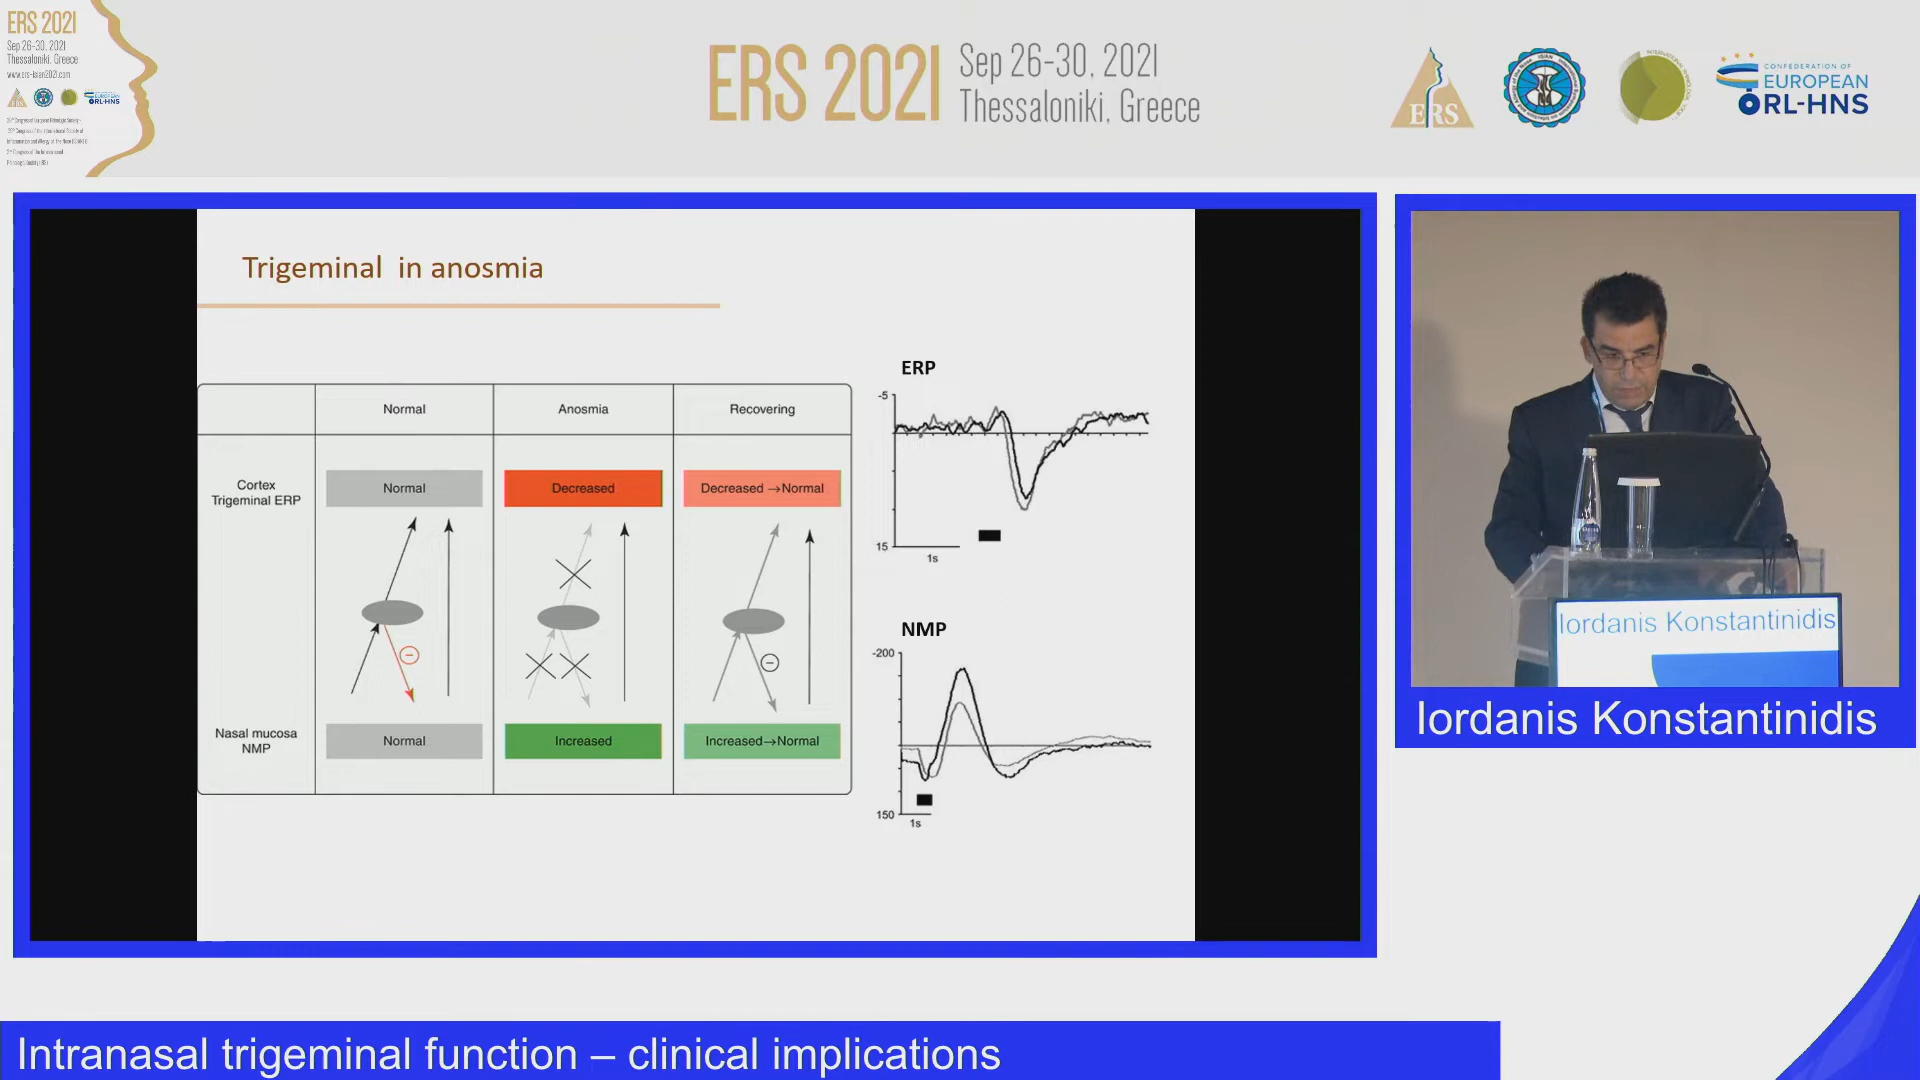 ERS 2021
Sep 26-30, 2021
Thessaloniki, Greece
www.ers-isian2021.com
ERS
EUROPEAN
ORL-HNS
ERS 2021
Sep 26-30, 2021
Thessaloniki, Greece
ERS
CONFEDERATION OF
EUROPEAN
ORL-HNS
Trigeminal in anosmia
Normal
Anosmia
Recovering
Cortex
Trigeminal ERP
Normal
Decreased
Decreased →Normal
Nasal mucosa
NMP
Normal
Increased
Increased→Normal
ERP
-5
15
1s
NMP
-200
150
1s
Iordanis Konstantinidis
Iordanis Konstantinidis
Intranasal trigeminal function – clinical implications